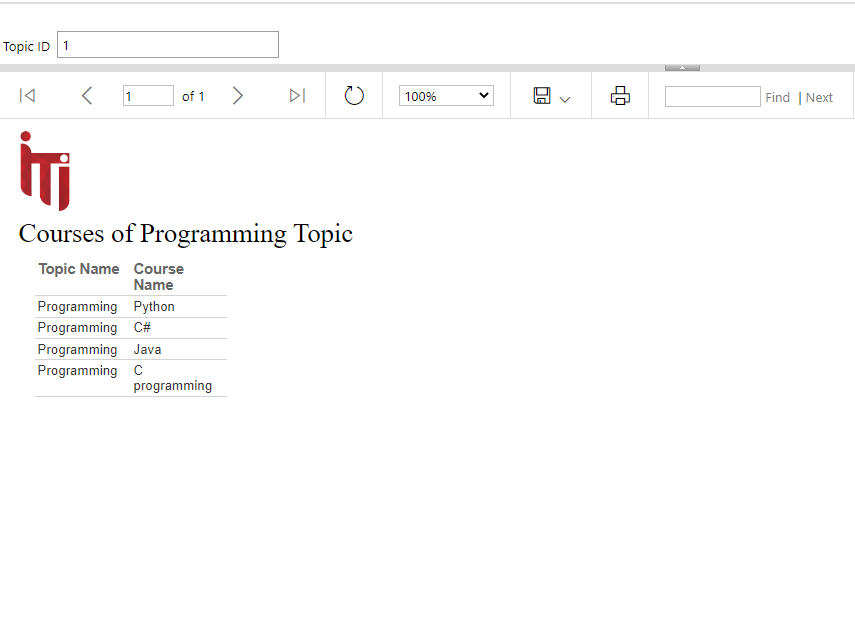 Topic ID 1
1 of 1 100% Find | Next
iTi
Courses of Programming Topic
Topic Name Course
Name
Programming Python
Programming C#
Programming Java
Programming C
programming